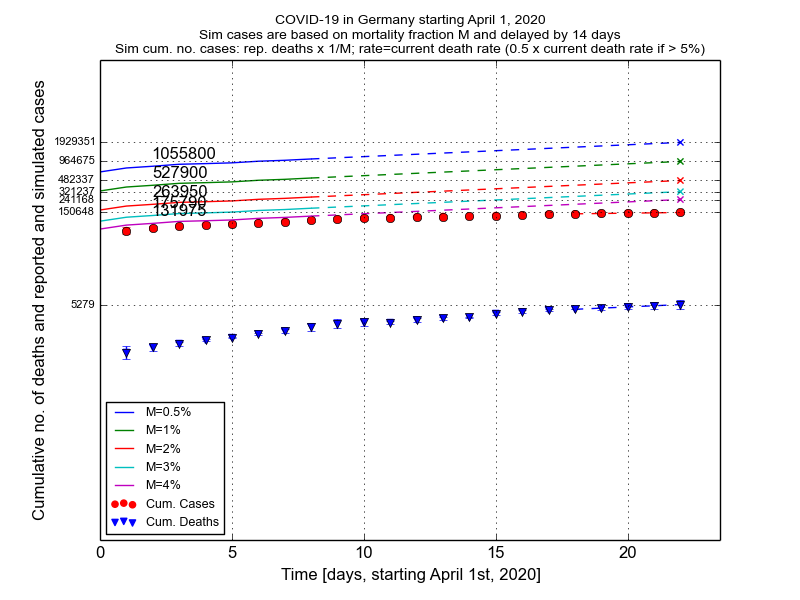 COVID-19 in Germany starting April 1, 2020
Sim cases are based on mortality fraction M and delayed by 14 days
Sim cum. no. cases: rep. deaths x 1/M; rate=current death rate (0.5 x current death rate if > 5%)
Cumulative no. of deaths and reported and simulated cases
1929351
964675
482337
321237
241168
150648
5279
1055800
527900
263950
175790
131975
M=0.5%
M=1%
M=2%
M=3%
M=4%
Cum. Cases
Cum. Deaths
0 5 10 15 20
Time [days, starting April 1st, 2020]